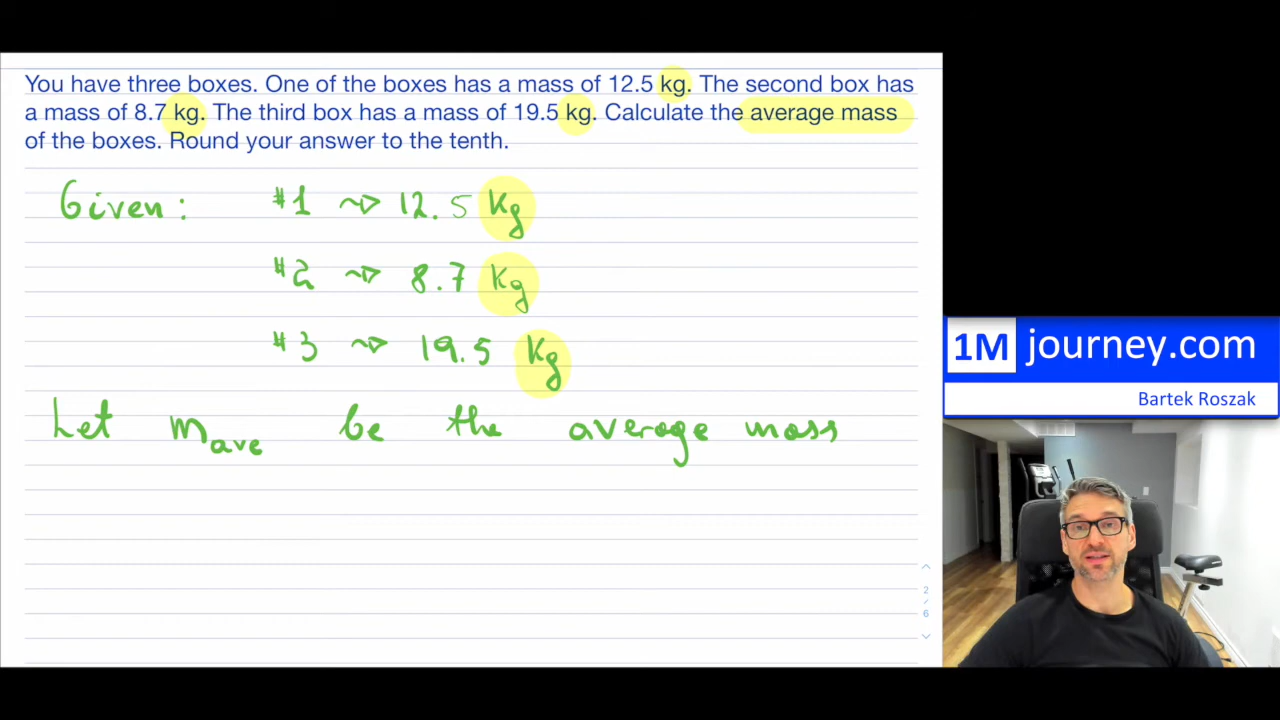 You have three boxes. One of the boxes has a mass of 12.5 kg. The second box has
a mass of 8.7 kg. The third box has a mass of 19.5 kg. Calculate the average mass
of the boxes. Round your answer to the tenth.
Given: #1 ~> 12.5 kg
#2 ~> 8.7 kg
#3 ~> 19.5 kg
Let mave be the average mass
2
/
6
1M journey.com
Bartek Roszak